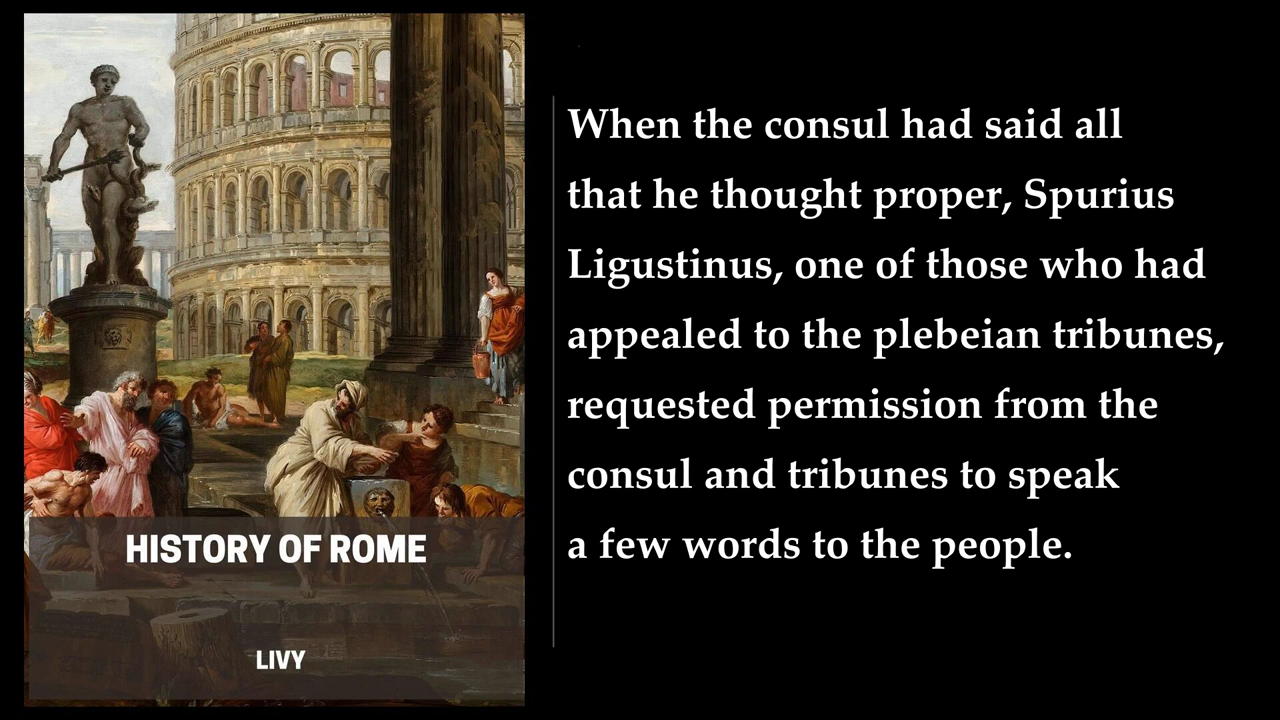 HISTORY OF ROME
LIVY
When the consul had said all
that he thought proper, Spurius
Ligustinus, one of those who had
appealed to the plebeian tribunes,
requested permission from the
consul and tribunes to speak
a few words to the people.